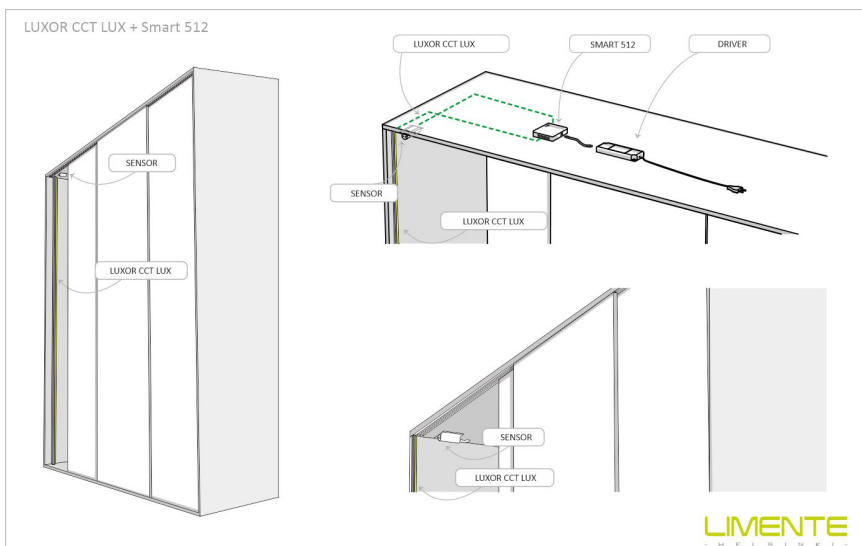 LUXOR CCT LUX + Smart 512
LUXOR CCT LUX
SMART 512
DRIVER
SENSOR
SENSOR
LUXOR CCT LUX
LUXOR CCT LUX
SENSOR
LUXOR CCT LUX
LIMENTE
- H E L S I N K I -